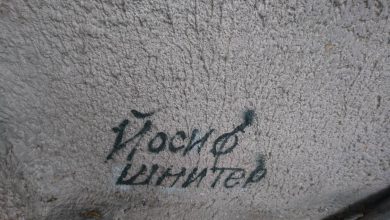 Йосиф
шнитер